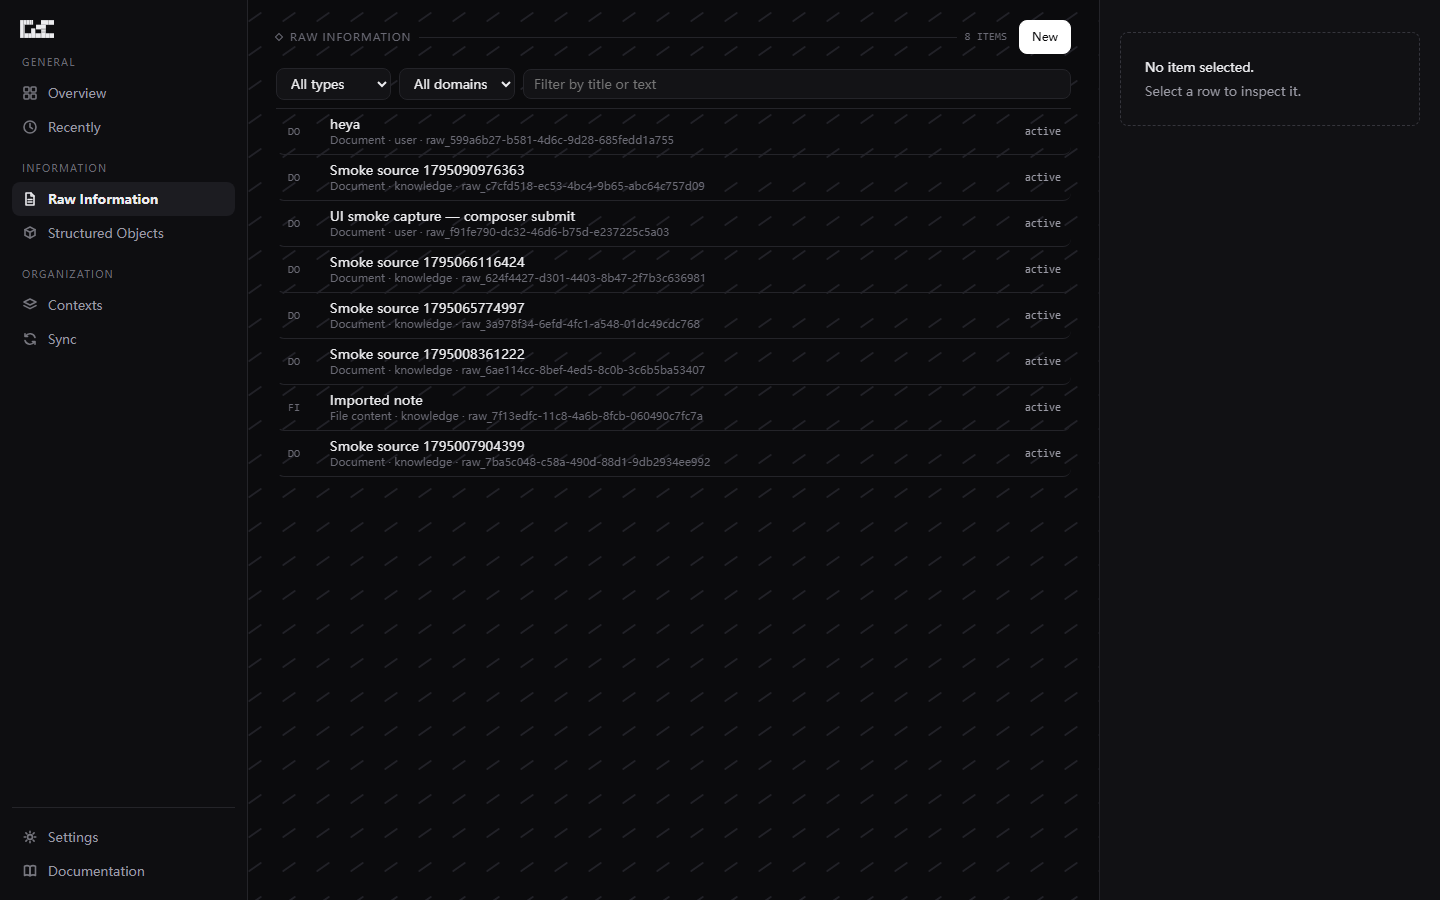 GENERAL
Overview
Recently
INFORMATION
Raw Information
Structured Objects
ORGANIZATION
Contexts
Sync
Settings
Documentation
RAW INFORMATION
8 ITEMS
New
All types
All domains
Filter by title or text
DO
heya
Document · user · raw_599a6b27-b581-4d6c-9d28-685fedd1a755
active
DO
Smoke source 1795090976363
Document · knowledge · raw_c7cfd518-ec53-4bc4-9b65-abc64c757d09
active
DO
UI smoke capture — composer submit
Document · user · raw_f91fe790-dc32-46d6-b75d-e237225c5a03
active
DO
Smoke source 1795066116424
Document · knowledge · raw_624f4427-d301-4403-8b47-2f7b3c636981
active
DO
Smoke source 1795065774997
Document · knowledge · raw_3a978f34-6efd-4fc1-a548-01dc49cdc768
active
DO
Smoke source 1795008361222
Document · knowledge · raw_6ae114cc-8bef-4ed5-8c0b-3c6b5ba53407
active
FI
Imported note
File content · knowledge · raw_7f13edfc-11c8-4a6b-8fcb-060490c7fc7a
active
DO
Smoke source 1795007904399
Document · knowledge · raw_7ba5c048-c58a-490d-88d1-9db2934ee992
active
No item selected.
Select a row to inspect it.